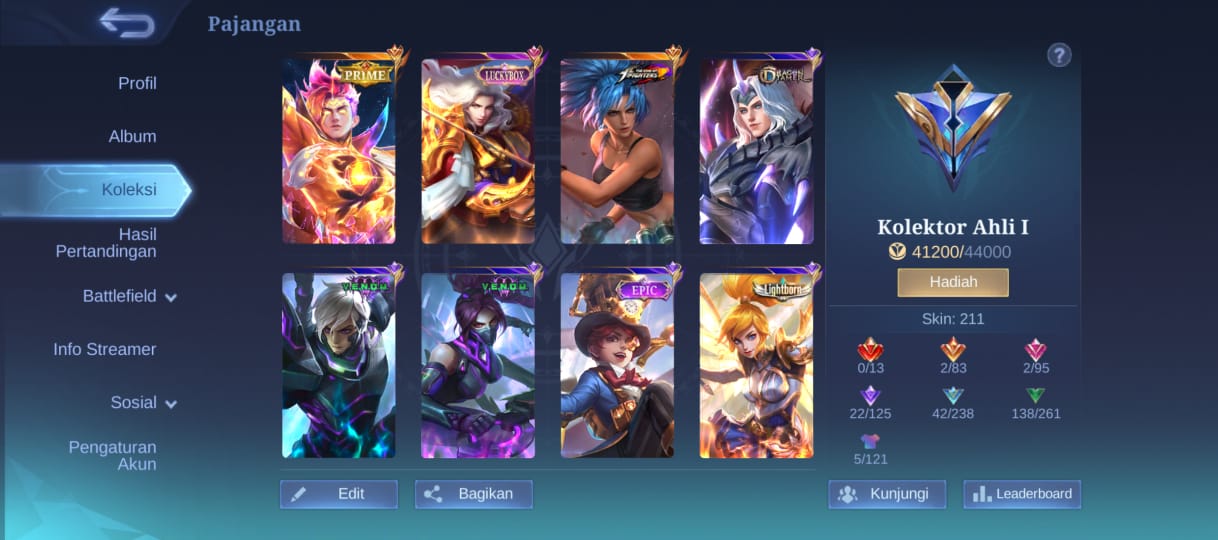 Pajangan
?
Profil
Album
Koleksi
Hasil
Pertandingan
Battlefield
Info Streamer
Sosial
Pengaturan
Akun
PRIME
LUCKYBOX
THE KING OF FIGHTERS
DRAGON TAMER
V.E.N.O.M.
V.E.N.O.M.
EPIC
Lightborn
Edit
Bagikan
Kolektor Ahli I
41200/44000
Hadiah
Skin: 211
0/13
2/83
2/95
22/125
42/238
138/261
5/121
Kunjungi
Leaderboard